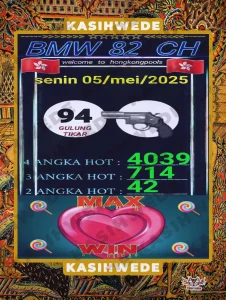 KASIHWEDE
BMW 82 CH
welcome to hongkongpools
senin 05/mei/2025
94
GULUNG
TIKAR
4 ANGKA HOT : 4039
3 ANGKA HOT : 714
2 ANGKA HOT : 42
MAX
WIN
KASIHWEDE